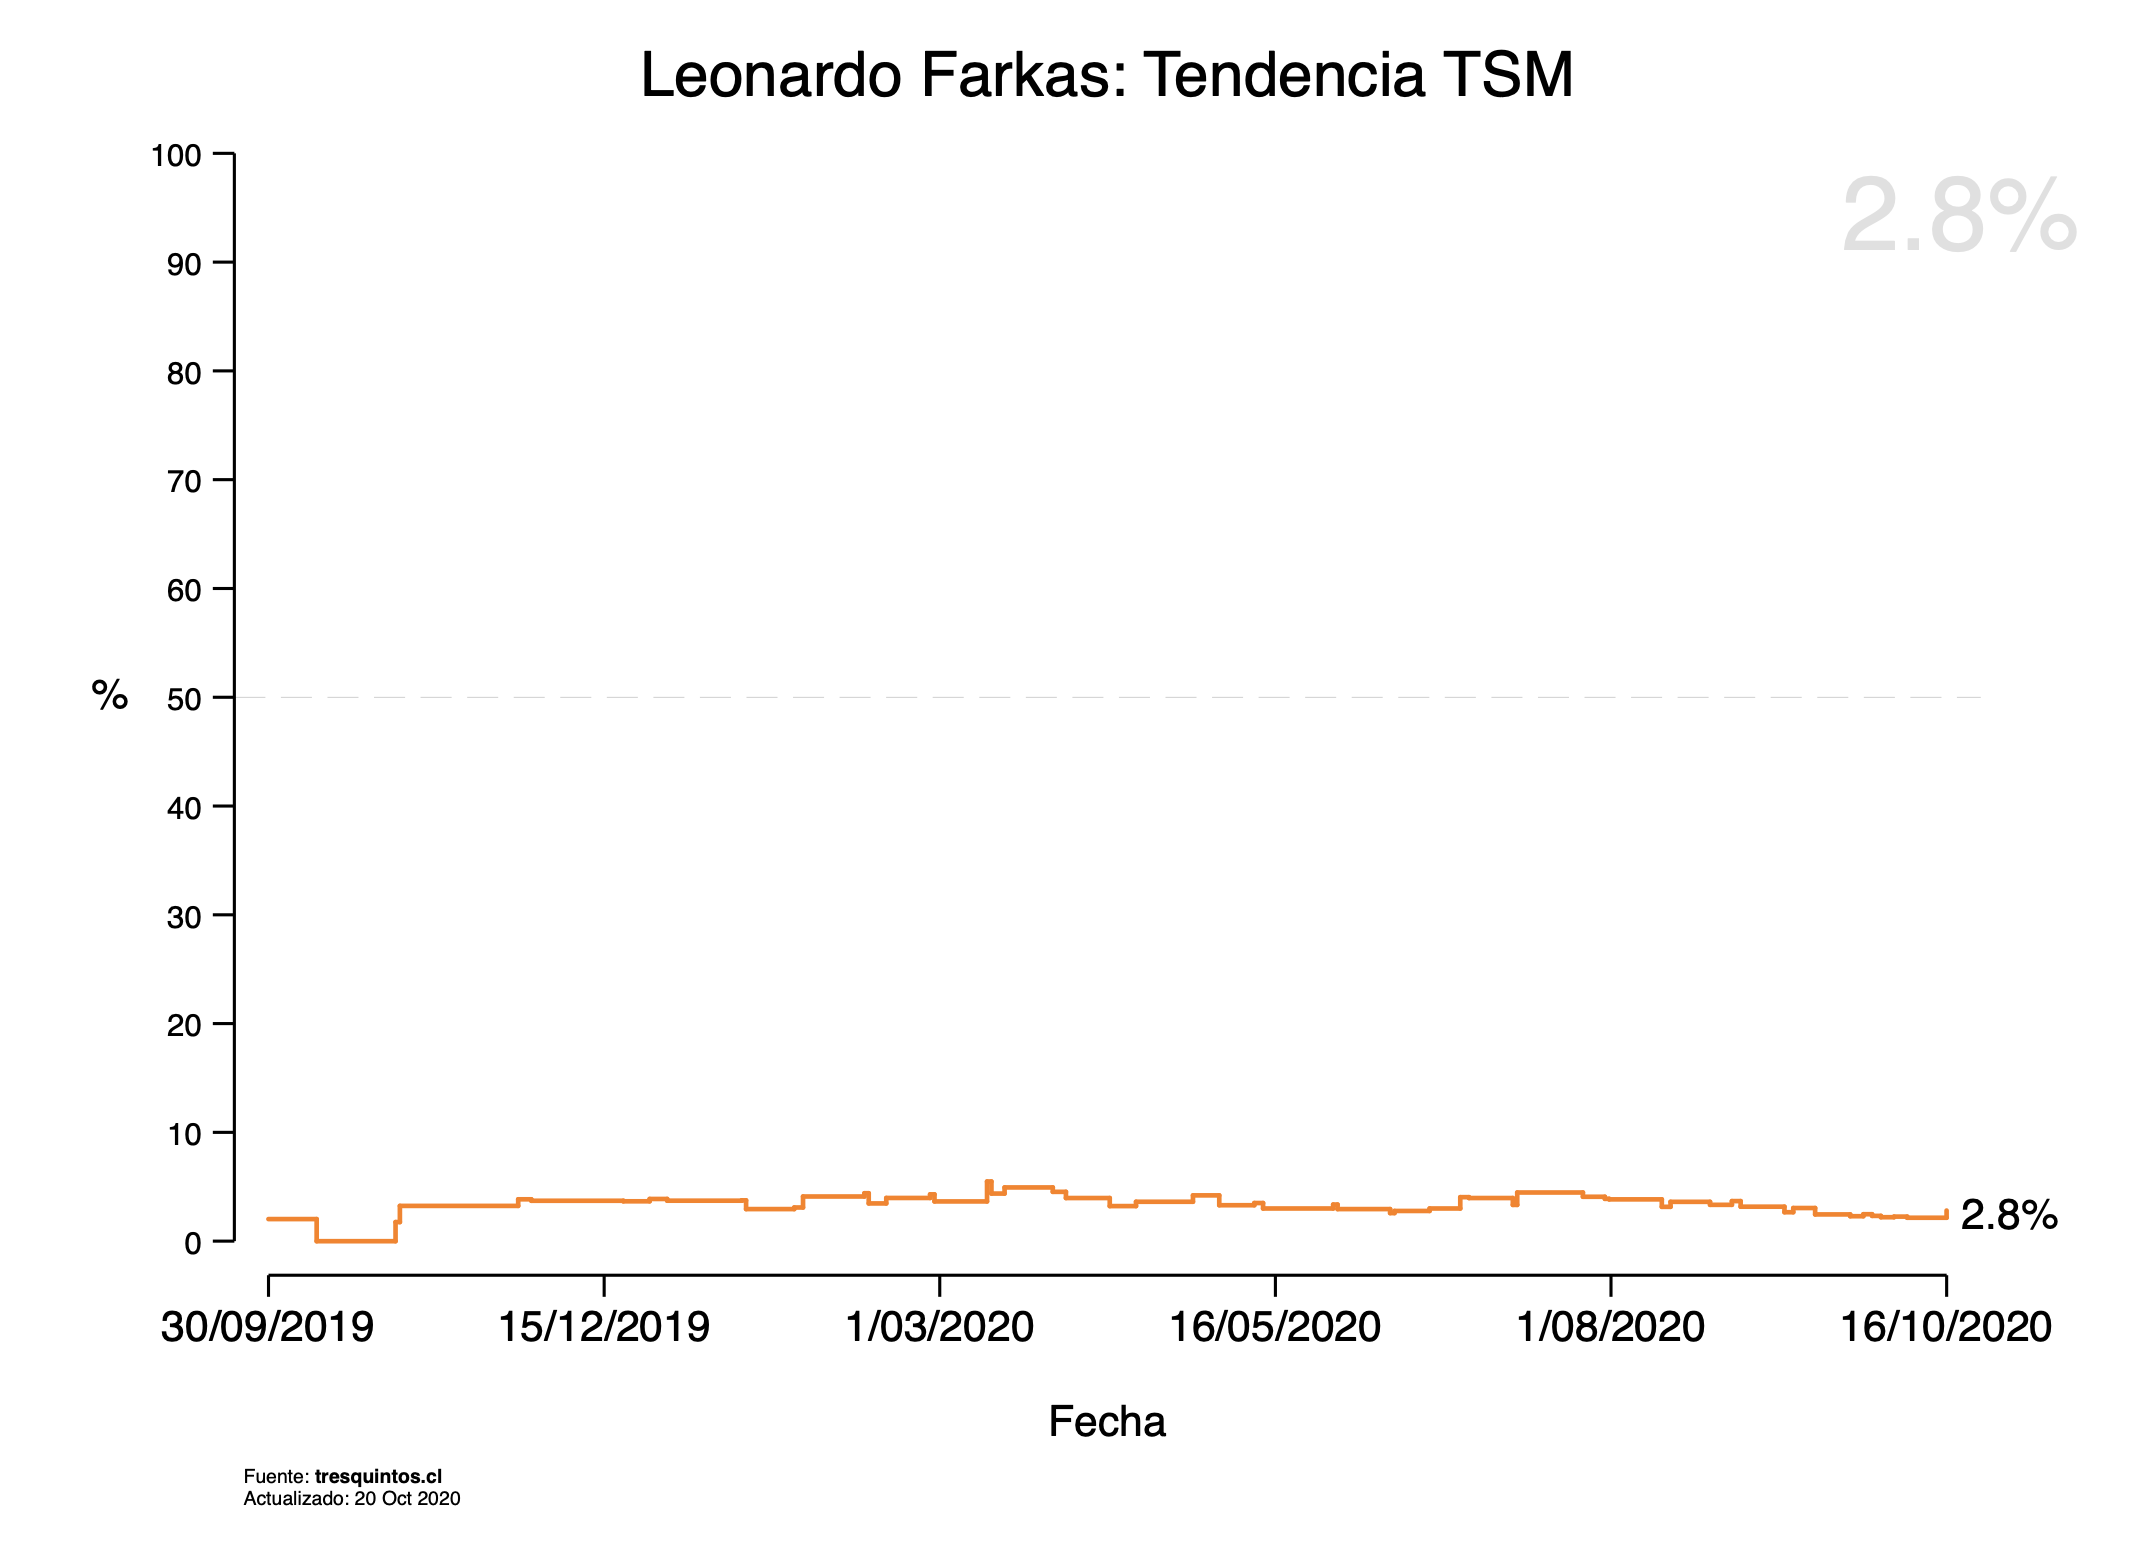 Leonardo Farkas: Tendencia TSM
2.8%
100
90
80
70
60
50
40
30
20
10
0
%
2.8%
30/09/2019 15/12/2019 1/03/2020 16/05/2020 1/08/2020 16/10/2020
Fecha
Fuente: tresquintos.cl
Actualizado: 20 Oct 2020